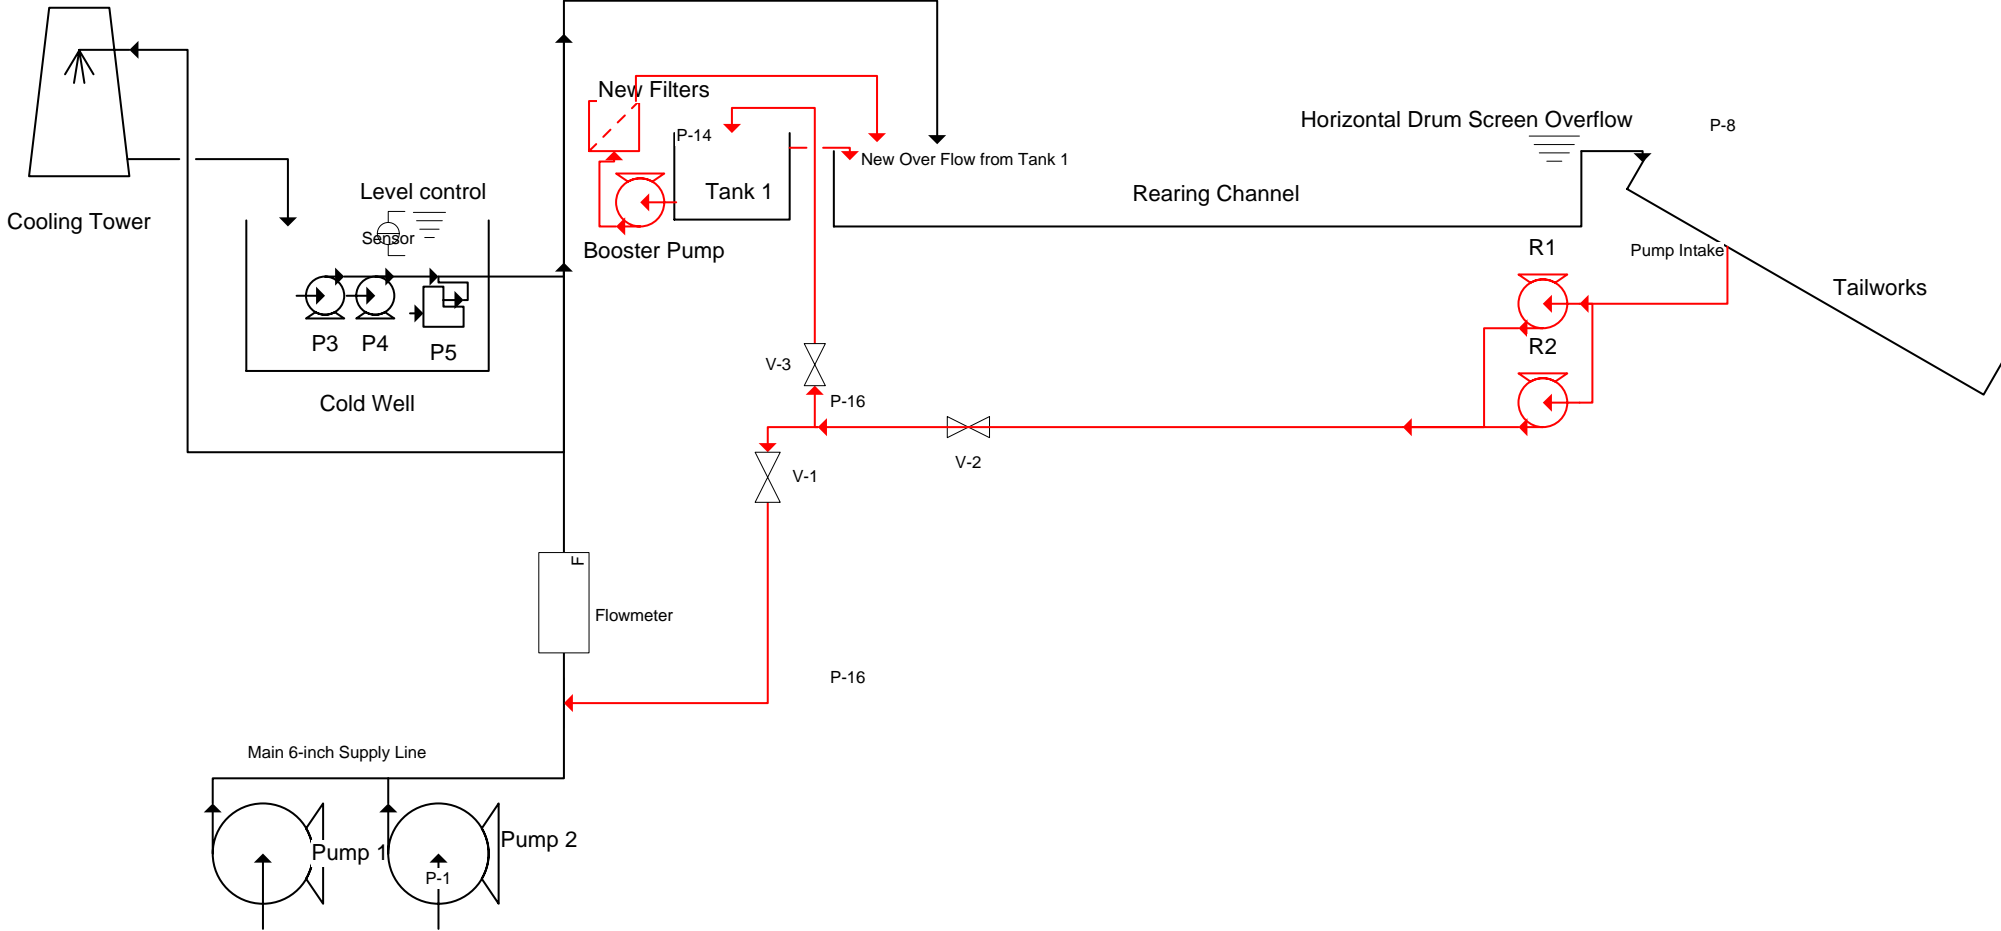 New Filters
Horizontal Drum Screen Overflow
P-8
P-14
New Over Flow from Tank 1
Level control
Tank 1
Rearing Channel
Cooling Tower
Sensor
Booster Pump
R1
Pump Intake
Tailworks
P3
P4
P5
R2
V-3
Cold Well
P-16
V-2
V-1
F
Flowmeter
P-16
Main 6-inch Supply Line
Pump 1
Pump 2
P-1